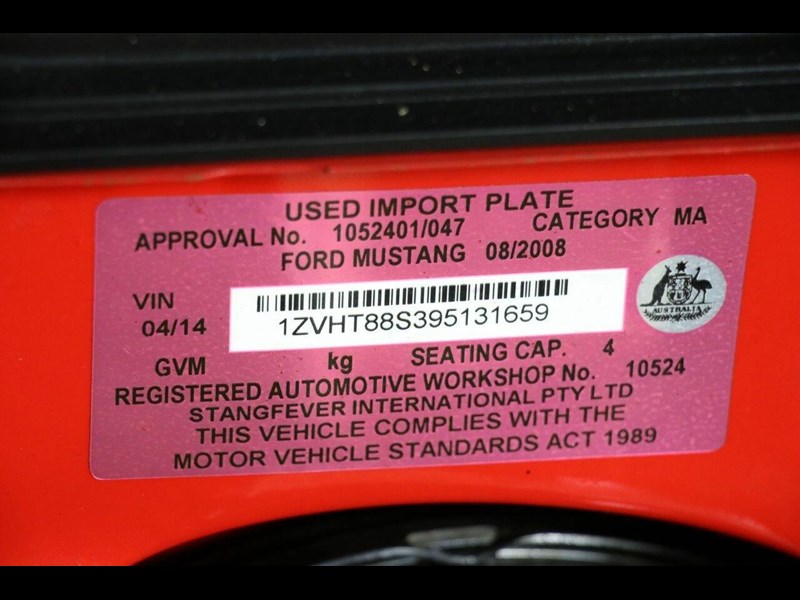 USED IMPORT PLATE
APPROVAL No. 1052401/047 CATEGORY MA
FORD MUSTANG 08/2008
VIN
04/14
1ZVHT88S395131659
AUSTRALIA
GVM kg SEATING CAP. 4
REGISTERED AUTOMOTIVE WORKSHOP No. 10524
STANGFEVER INTERNATIONAL PTY LTD
THIS VEHICLE COMPLIES WITH THE
MOTOR VEHICLE STANDARDS ACT 1989